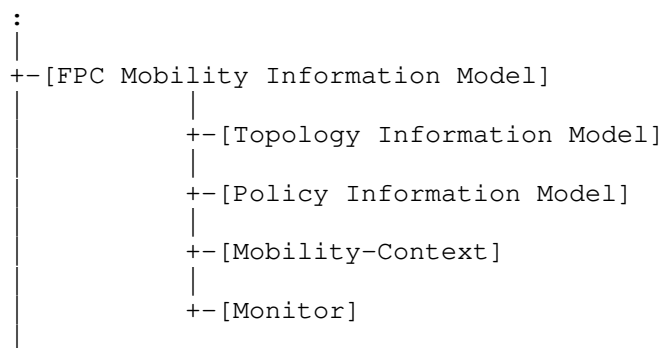 :
|
+-[FPC Mobility Information Model]
|          |
|          +-[Topology Information Model]
|          |
|          +-[Policy Information Model]
|          |
|          +-[Mobility-Context]
|          |
|          +-[Monitor]
|